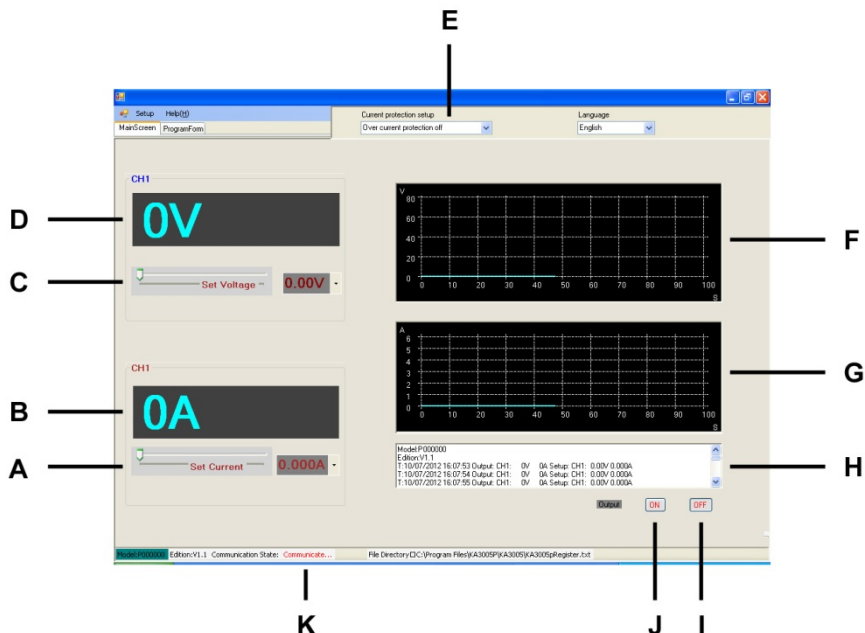 E
Setup Help(H) Current protection setup Language
MainScreen ProgramForm Over current protection off English
CH1
0V
Set Voltage 0.00V
CH1
0A
Set Current 0.000A
D
C
B
A
V
80
60
40
20
0
0 10 20 30 40 50 60 70 80 90 100
S
A
6
5
4
3
2
1
0
0 10 20 30 40 50 60 70 80 90 100
S
Model:P000000
Edition:V1.1
T:10/07/2012 16:07:53 Output: CH1: 0V 0A Setup: CH1: 0.00V 0.000A
T:10/07/2012 16:07:54 Output: CH1: 0V 0A Setup: CH1: 0.00V 0.000A
T:10/07/2012 16:07:55 Output: CH1: 0V 0A Setup: CH1: 0.00V 0.000A
Output ON OFF
F
G
H
Model:P000000 Edition:V1.1 Communication State: Communicate... File Directory□C:\Program Files\KA3005P\KA3005\KA3005pRegister.txt
K J I